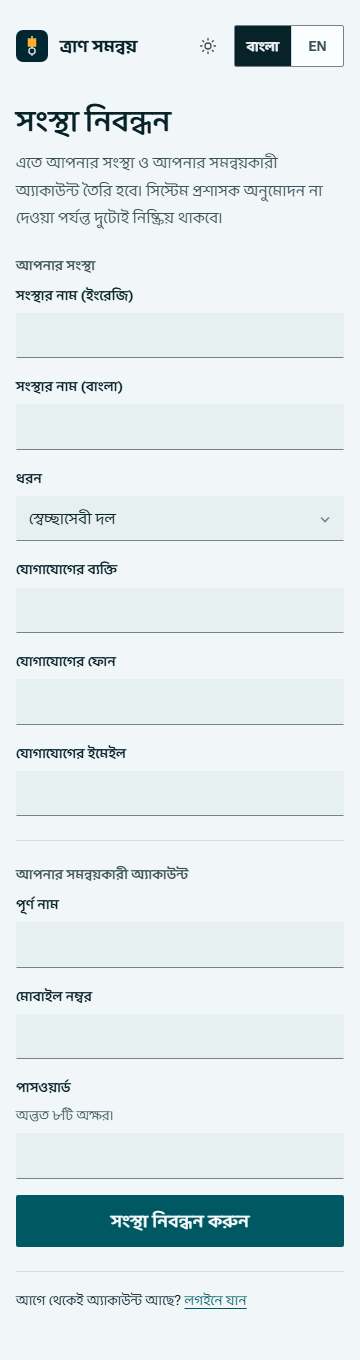 ত্রাণ সমন্বয়
বাংলা
EN
সংস্থা নিবন্ধন
এতে আপনার সংস্থা ও আপনার সমন্বয়কারী
অ্যাকাউন্ট তৈরি হবে। সিস্টেম প্রশাসক অনুমোদন না
দেওয়া পর্যন্ত দুটোই নিষ্ক্রিয় থাকবে।
আপনার সংস্থা
সংস্থার নাম (ইংরেজি)
সংস্থার নাম (বাংলা)
ধরন
স্বেচ্ছাসেবী দল
যোগাযোগের ব্যক্তি
যোগাযোগের ফোন
যোগাযোগের ইমেইল
আপনার সমন্বয়কারী অ্যাকাউন্ট
পূর্ণ নাম
মোবাইল নম্বর
পাসওয়ার্ড
অন্তত ৮টি অক্ষর।
সংস্থা নিবন্ধন করুন
আগে থেকেই অ্যাকাউন্ট আছে? লগইনে যান